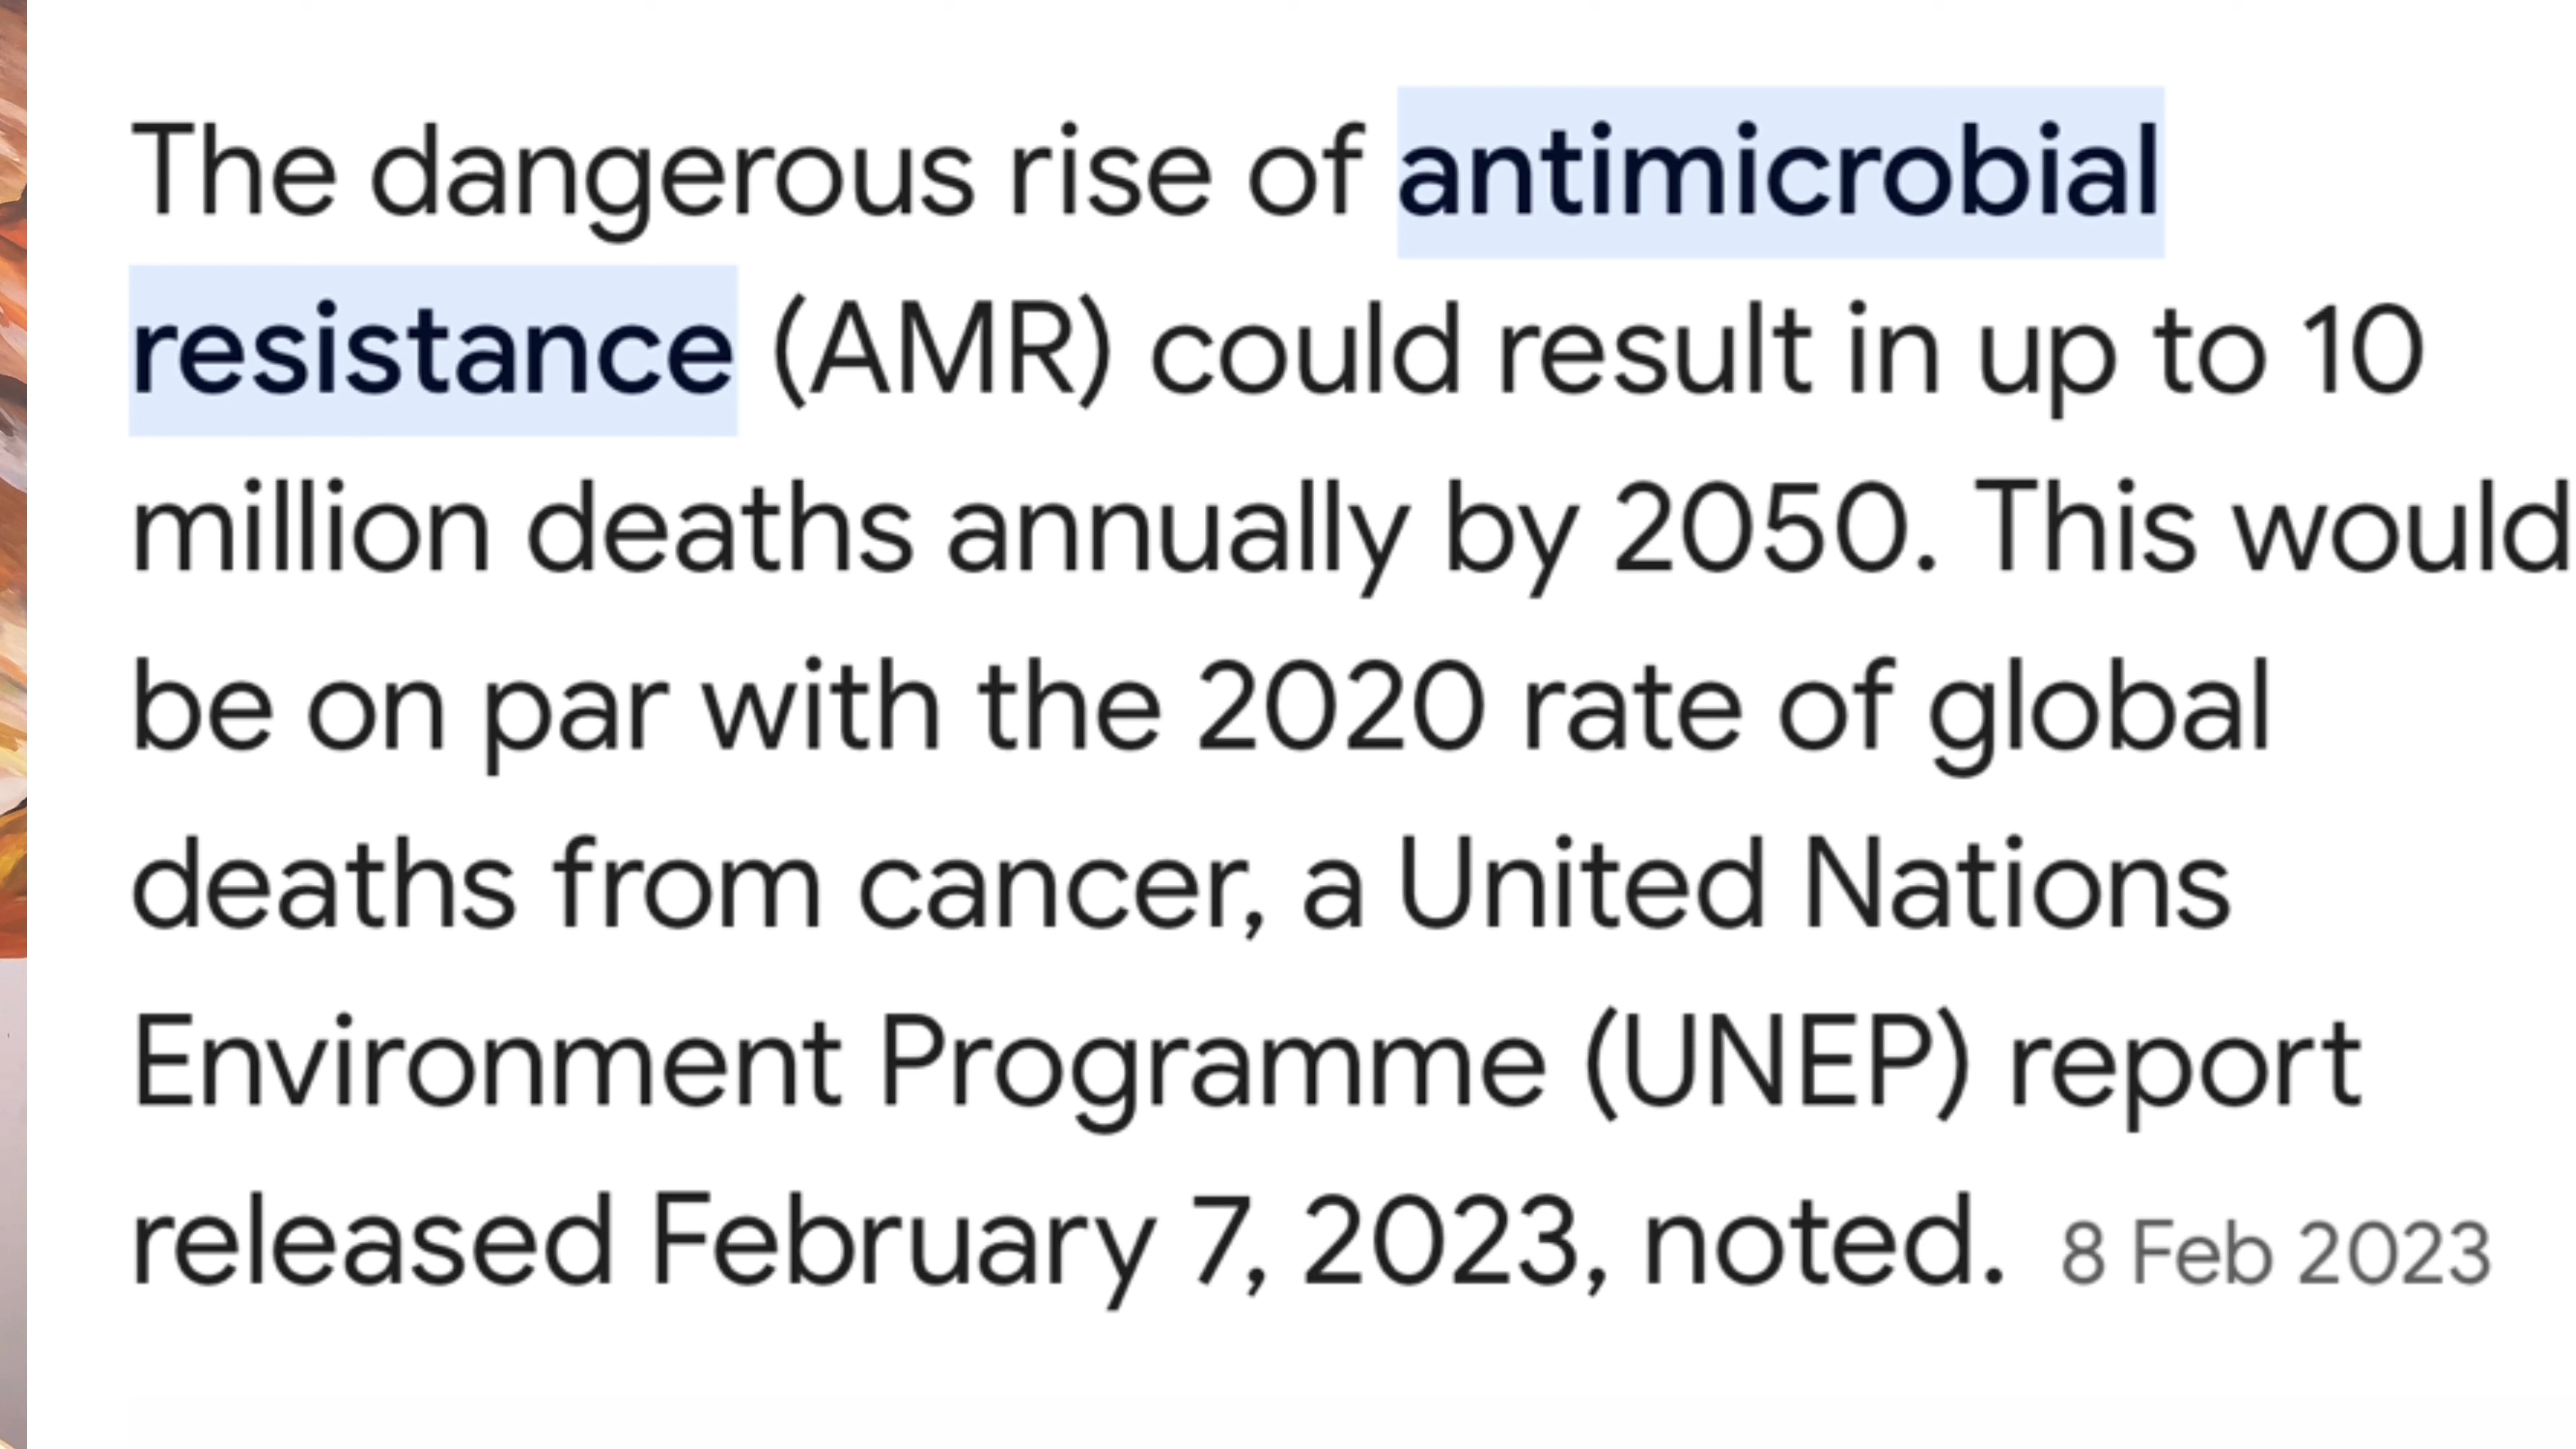 The dangerous rise of antimicrobial
resistance (AMR) could result in up to 10
million deaths annually by 2050. This would
be on par with the 2020 rate of global
deaths from cancer, a United Nations
Environment Programme (UNEP) report
released February 7, 2023, noted. 8 Feb 2023